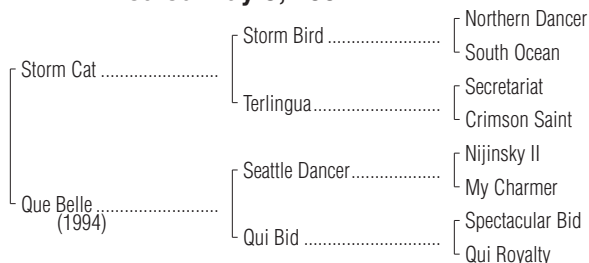 Storm Cat
Que Belle
(1994)
Storm Bird
Terlingua
Seattle Dancer
Qui Bid
Northern Dancer
South Ocean
Secretariat
Crimson Saint
Nijinsky II
My Charmer
Spectacular Bid
Qui Royalty